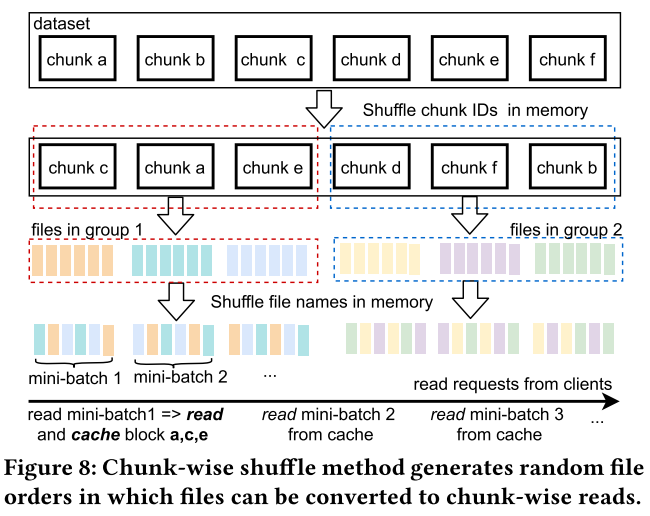 dataset
chunk a chunk b chunk c chunk d chunk e chunk f
Shuffle chunk IDs in memory
chunk c chunk a chunk e chunk d chunk f chunk b
files in group 1 files in group 2
Shuffle file names in memory
mini-batch 1 mini-batch 2 ...
read requests from clients
read mini-batch1 => read read mini-batch 2 read mini-batch 3 ...
and cache block a,c,e from cache from cache
Figure 8: Chunk-wise shuffle method generates random file
orders in which files can be converted to chunk-wise reads.